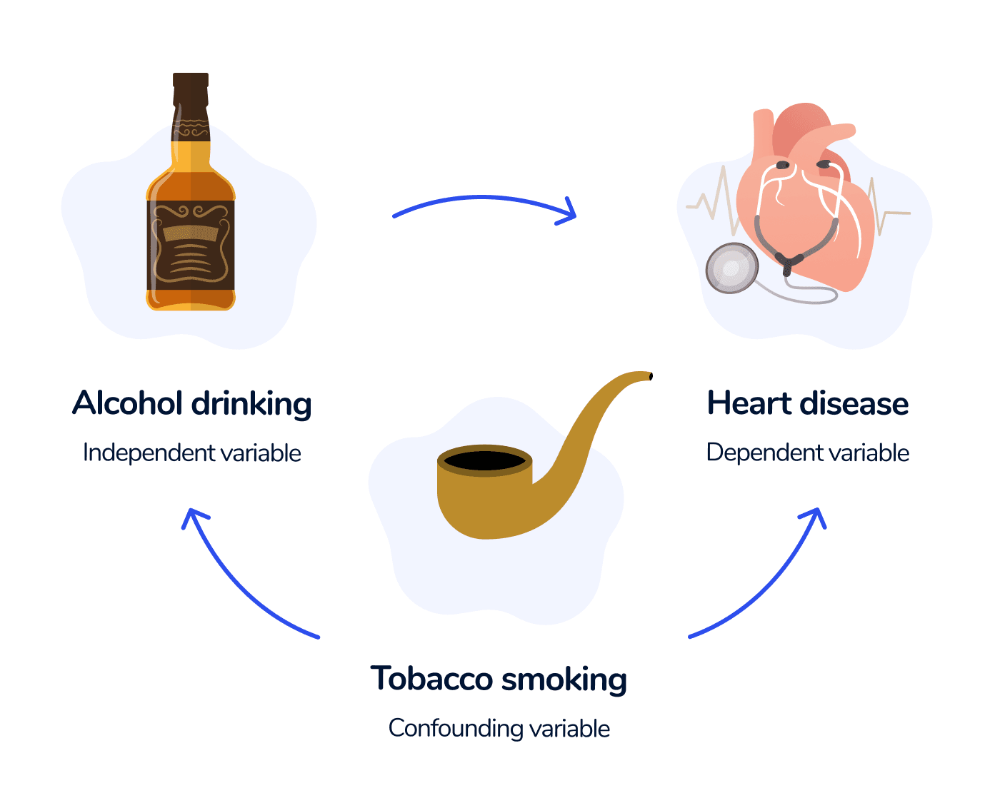 Alcohol drinking
Independent variable
Heart disease
Dependent variable
Tobacco smoking
Confounding variable